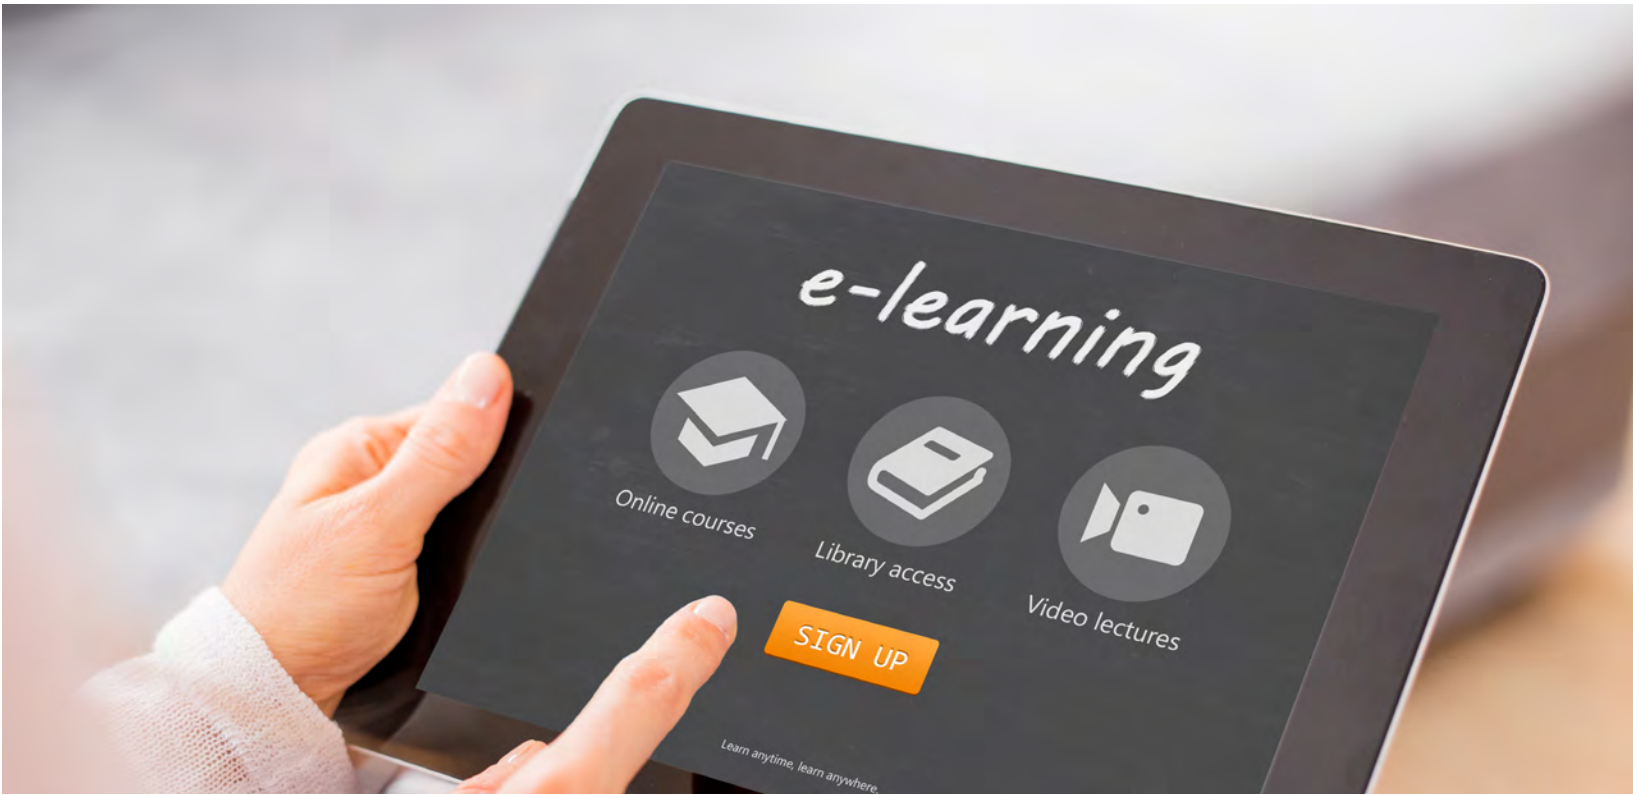 e-learning
Online courses
Library access
Video lectures
SIGN UP
Learn anytime, learn anywhere.